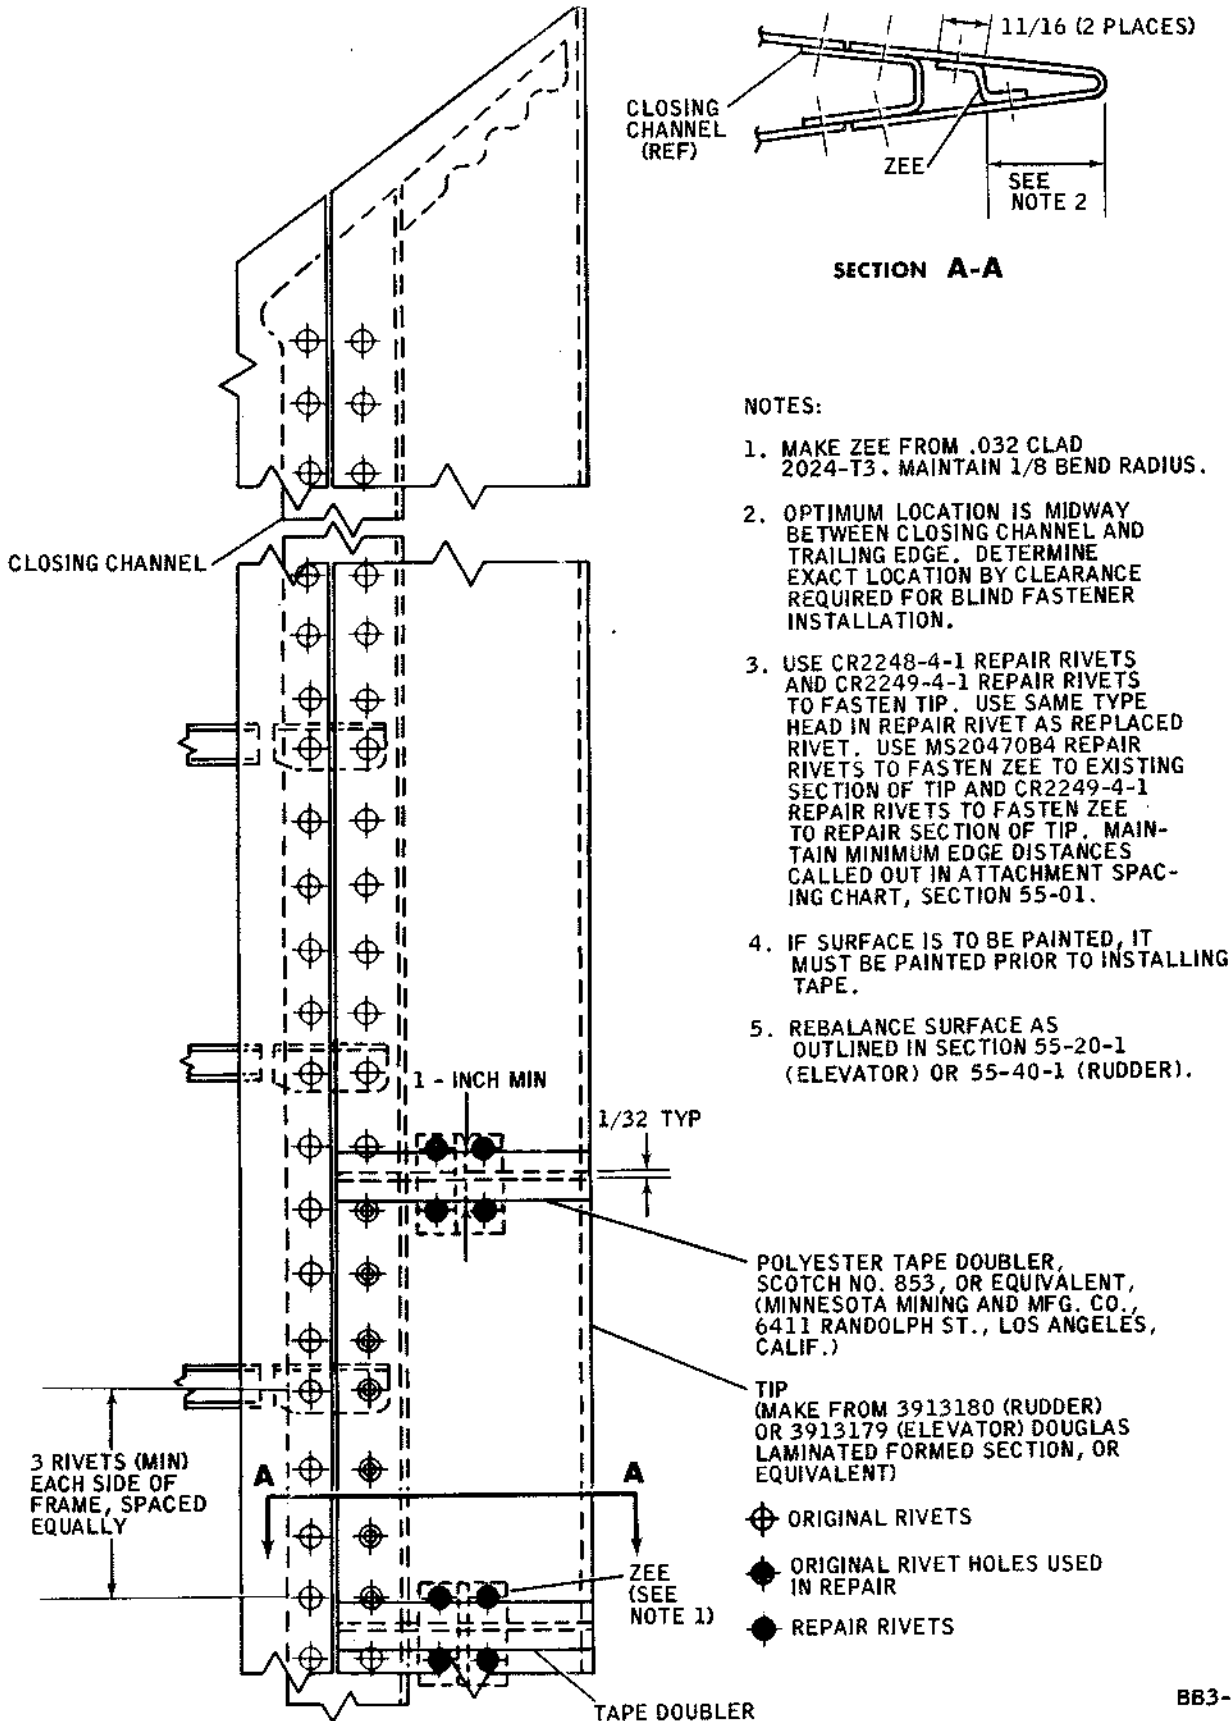 11/16 (2 PLACES)
CLOSING
CHANNEL
(REF)
ZEE
SEE
NOTE 2
SECTION A-A
NOTES:
1. MAKE ZEE FROM .032 CLAD
2024-T3. MAINTAIN 1/8 BEND RADIUS.
2. OPTIMUM LOCATION IS MIDWAY
BETWEEN CLOSING CHANNEL AND
TRAILING EDGE. DETERMINE
EXACT LOCATION BY CLEARANCE
REQUIRED FOR BLIND FASTENER
INSTALLATION.
3. USE CR2248-4-1 REPAIR RIVETS
AND CR2249-4-1 REPAIR RIVETS
TO FASTEN TIP. USE SAME TYPE
HEAD IN REPAIR RIVET AS REPLACED
RIVET. USE MS20470B4 REPAIR
RIVETS TO FASTEN ZEE TO EXISTING
SECTION OF TIP AND CR2249-4-1
REPAIR RIVETS TO FASTEN ZEE
TO REPAIR SECTION OF TIP. MAIN-
TAIN MINIMUM EDGE DISTANCES
CALLED OUT IN ATTACHMENT SPAC-
ING CHART, SECTION 55-01.
4. IF SURFACE IS TO BE PAINTED, IT
MUST BE PAINTED PRIOR TO INSTALLING
TAPE.
5. REBALANCE SURFACE AS
OUTLINED IN SECTION 55-20-1
(ELEVATOR) OR 55-40-1 (RUDDER).
CLOSING CHANNEL
1 - INCH MIN
1/32 TYP
POLYESTER TAPE DOUBLER,
SCOTCH NO. 853, OR EQUIVALENT,
(MINNESOTA MINING AND MFG. CO.,
6411 RANDOLPH ST., LOS ANGELES,
CALIF.)
TIP
(MAKE FROM 3913180 (RUDDER)
OR 3913179 (ELEVATOR) DOUGLAS
LAMINATED FORMED SECTION, OR
EQUIVALENT)
3 RIVETS (MIN)
EACH SIDE OF
FRAME, SPACED
EQUALLY
A
A
ORIGINAL RIVETS
ORIGINAL RIVET HOLES USED
IN REPAIR
REPAIR RIVETS
ZEE
(SEE
NOTE 1)
TAPE DOUBLER
BB3-